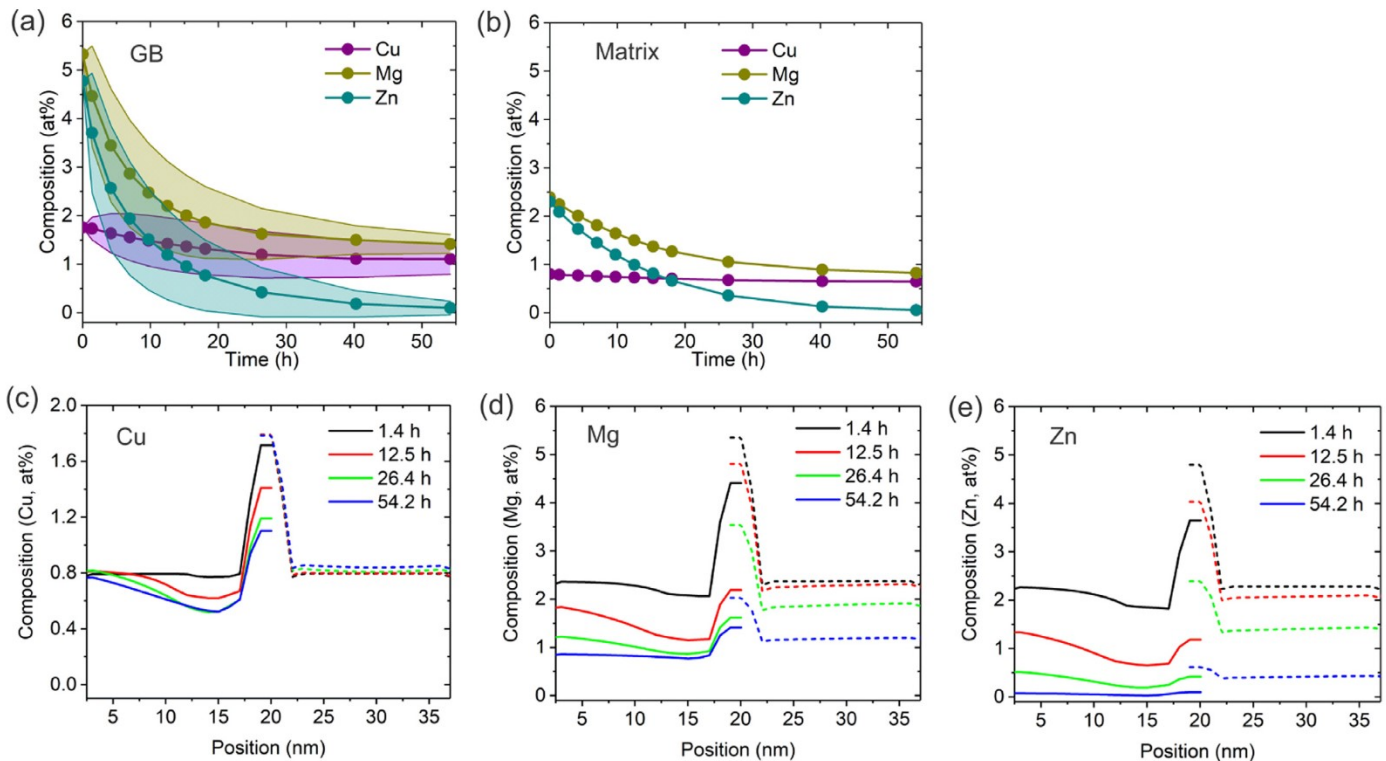 (a)
GB
Cu
Mg
Zn
Composition (at%)
6
5
4
3
2
1
0
0
10
20
30
40
50
Time (h)
(b)
Matrix
Cu
Mg
Zn
Composition (at%)
6
5
4
3
2
1
0
0
10
20
30
40
50
Time (h)
(c)
Cu
1.4 h
12.5 h
26.4 h
54.2 h
Composition (Cu, at%)
2.0
1.6
1.2
0.8
0.4
0.0
5
10
15
20
25
30
35
Position (nm)
(d)
Mg
1.4 h
12.5 h
26.4 h
54.2 h
Composition (Mg, at%)
6
5
4
3
2
1
0
5
10
15
20
25
30
35
Position (nm)
(e)
Zn
1.4 h
12.5 h
26.4 h
54.2 h
Composition (Zn, at%)
6
5
4
3
2
1
0
5
10
15
20
25
30
35
Position (nm)